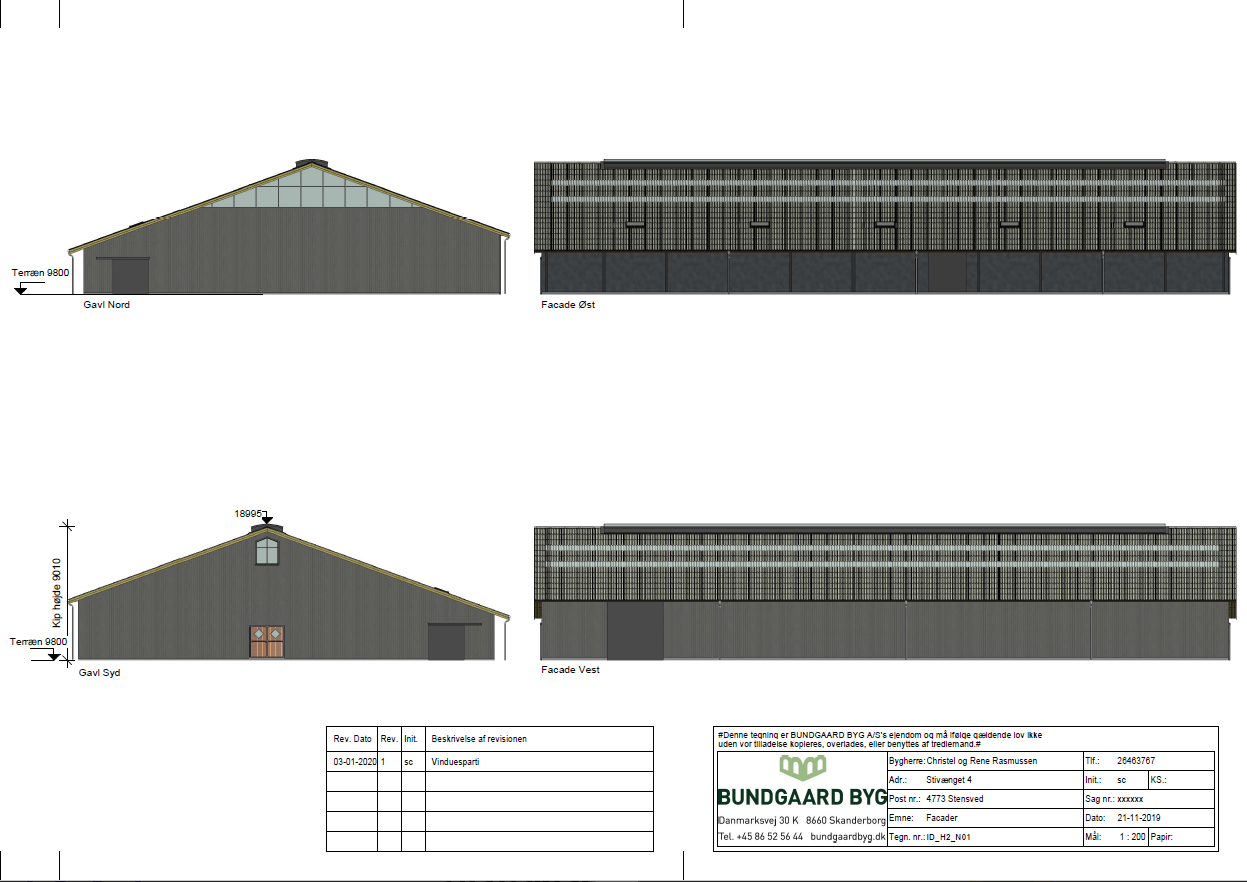 Terræn 9800
Gavl Nord
Facade Øst
18995
Kip højde 9010
Terræn 9800
Gavl Syd
Facade Vest
Rev. Dato Rev. Init. Beskrivelse af revisionen
03-01-2020 1 sc Vinduesparti
#Denne tegning er BUNDGAARD BYG A/S's ejendom og må ifølge gældende lov ikke
uden vor tilladelse kopieres, overlades, eller benyttes af trediemand.#
BUNDGAARD BYG
Danmarksvej 30 K 8660 Skanderborg
Tel. +45 86 52 56 44 bundgaardbyg.dk
Bygherre: Christel og Rene Rasmussen Tlf.: 26463767
Adr.: Stivænget 4 Init.: sc KS.:
Post nr.: 4773 Stensved Sag nr.: xxxxxx
Emne: Facader Dato: 21-11-2019
Tegn. nr.: ID_H2_N01 Mål: 1 : 200 Papir: